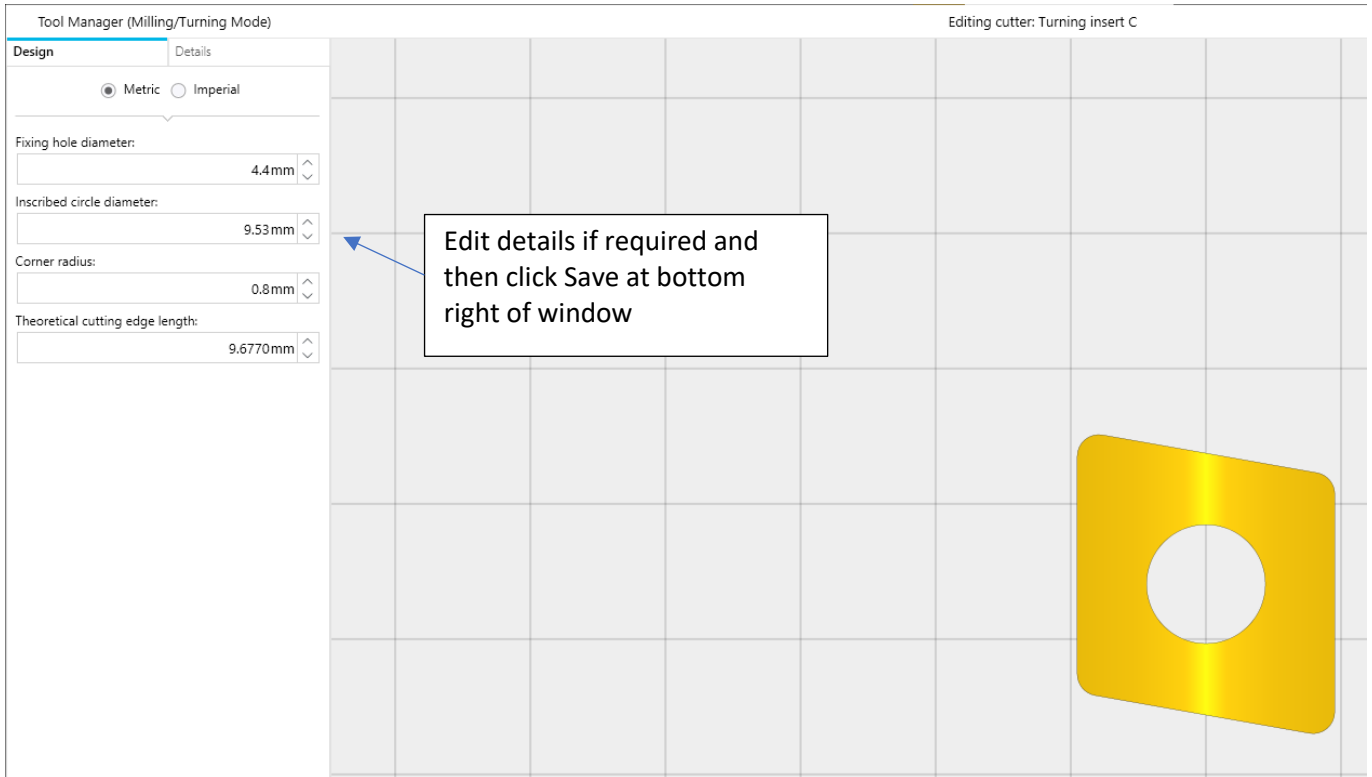 Tool Manager (Milling/Turning Mode)
Editing cutter: Turning insert C
Design
Details
Metric
Imperial
Fixing hole diameter:
4.4mm
Inscribed circle diameter:
9.53mm
Corner radius:
0.8mm
Theoretical cutting edge length:
9.6770mm
Edit details if required and
then click Save at bottom
right of window